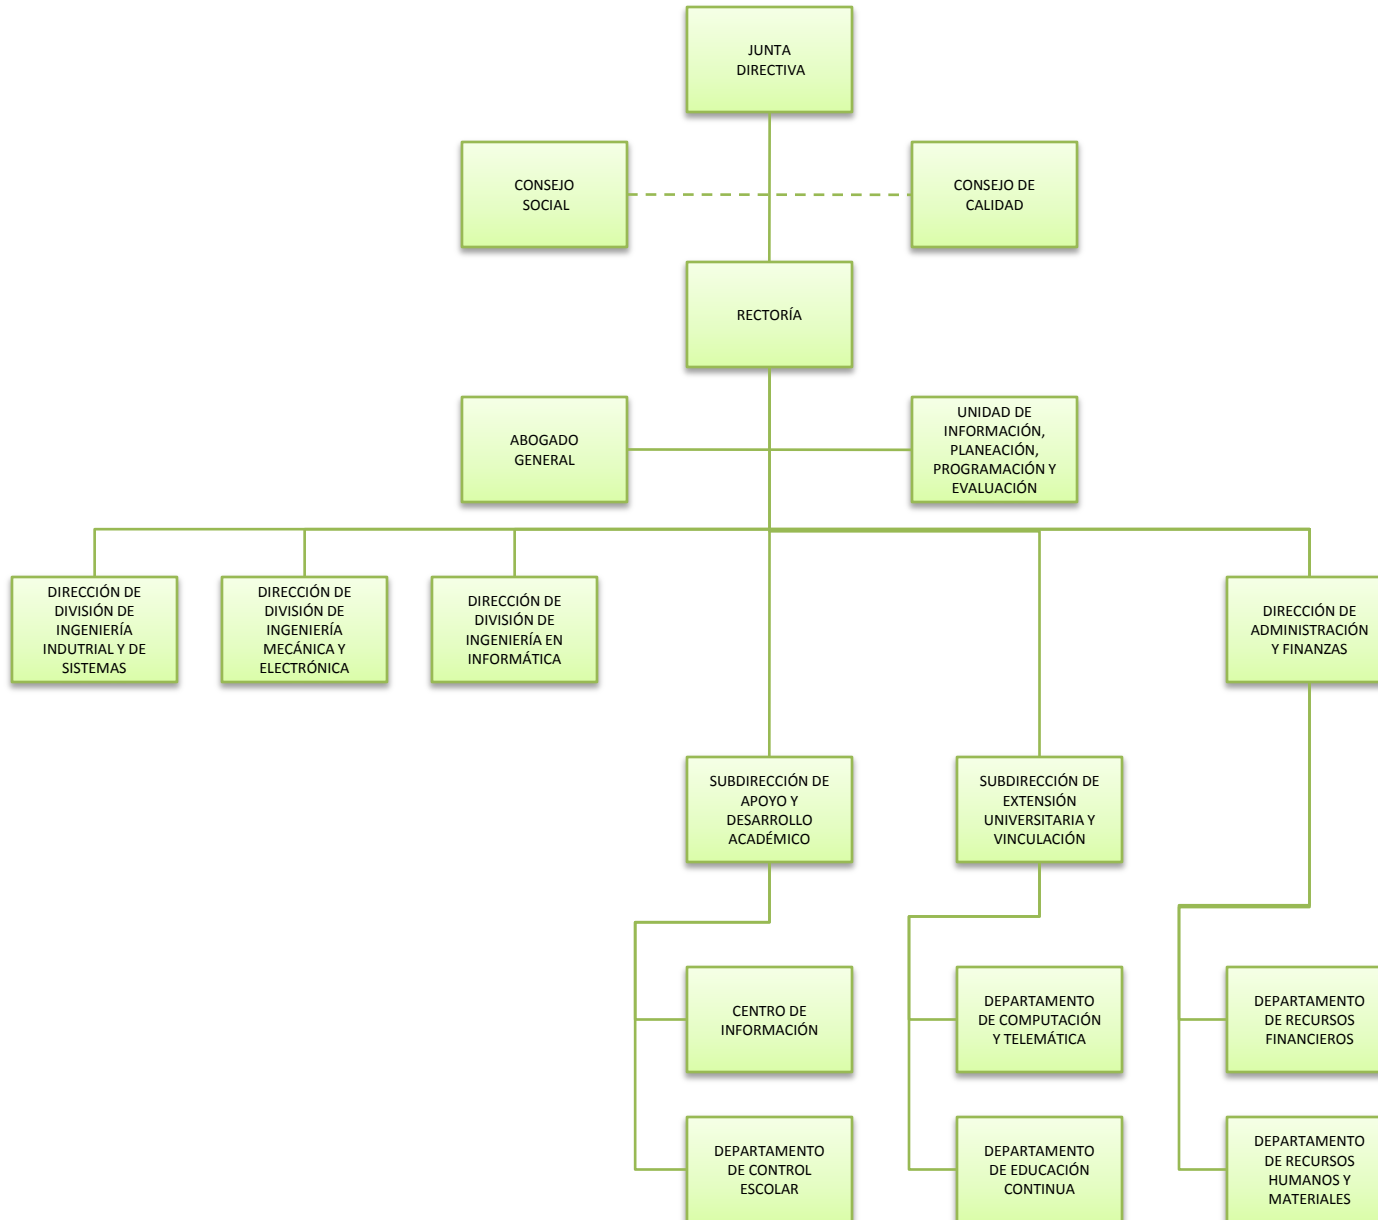 JUNTA
DIRECTIVA
CONSEJO
SOCIAL
CONSEJO DE
CALIDAD
RECTORÍA
ABOGADO
GENERAL
UNIDAD DE
INFORMACIÓN,
PLANEACIÓN,
PROGRAMACIÓN Y
EVALUACIÓN
DIRECCIÓN DE
DIVISIÓN DE
INGENIERÍA
INDUTRIAL Y DE
SISTEMAS
DIRECCIÓN DE
DIVISIÓN DE
INGENIERÍA
MECÁNICA Y
ELECTRÓNICA
DIRECCIÓN DE
DIVISIÓN DE
INGENIERÍA EN
INFORMÁTICA
DIRECCIÓN DE
ADMINISTRACIÓN
Y FINANZAS
SUBDIRECCIÓN DE
APOYO Y
DESARROLLO
ACADÉMICO
SUBDIRECCIÓN DE
EXTENSIÓN
UNIVERSITARIA Y
VINCULACIÓN
CENTRO DE
INFORMACIÓN
DEPARTAMENTO
DE COMPUTACIÓN
Y TELEMÁTICA
DEPARTAMENTO
DE RECURSOS
FINANCIEROS
DEPARTAMENTO
DE CONTROL
ESCOLAR
DEPARTAMENTO
DE EDUCACIÓN
CONTINUA
DEPARTAMENTO
DE RECURSOS
HUMANOS Y
MATERIALES